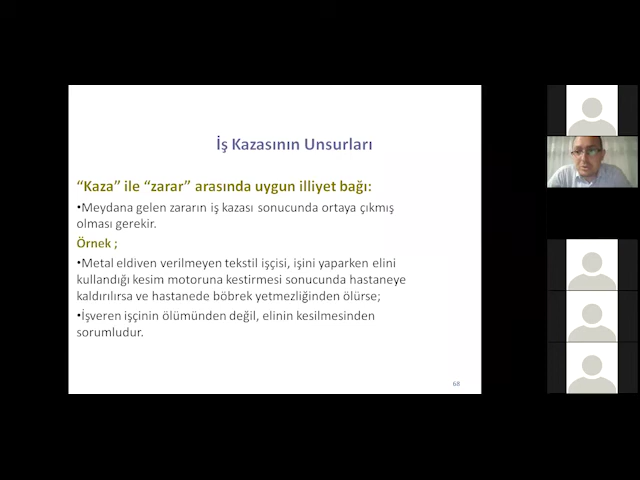 İş Kazasının Unsurları
“Kaza” ile “zarar” arasında uygun illiyet bağı:
•Meydana gelen zararın iş kazası sonucunda ortaya çıkmış
olması gerekir.
Örnek ;
•Metal eldiven verilmeyen tekstil işçisi, işini yaparken elini
kullandığı kesim motoruna kestirmesi sonucunda hastaneye
kaldırılırsa ve hastanede böbrek yetmezliğinden ölürse;
•İşveren işçinin ölümünden değil, elinin kesilmesinden
sorumludur.
68